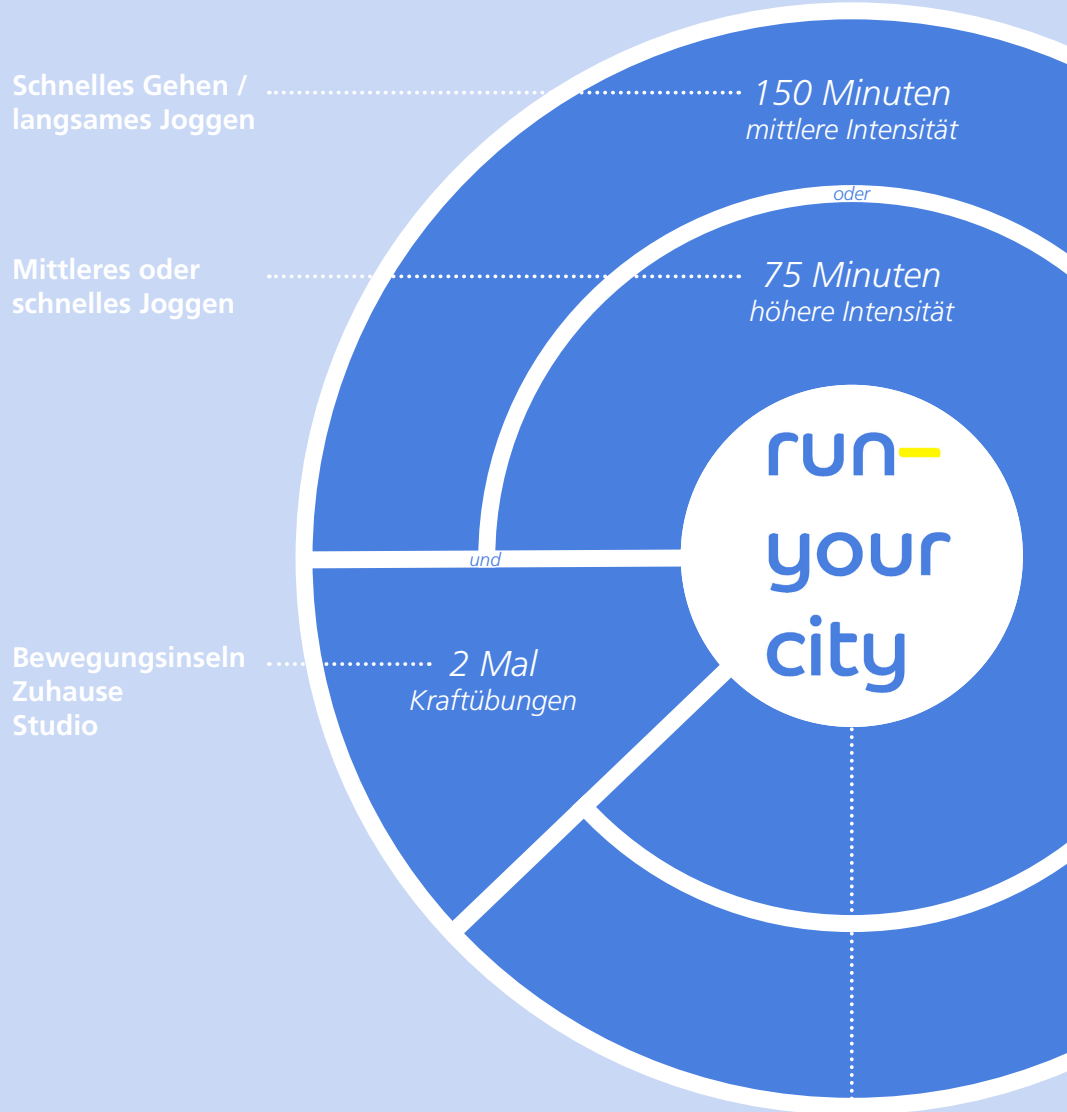 Schnelles Gehen /
langsames Joggen
150 Minuten
mittlere Intensität
oder
Mittleres oder
schnelles Joggen
75 Minuten
höhere Intensität
run-
your
city
und
Bewegungsinseln
Zuhause
Studio
2 Mal
Kraftübungen